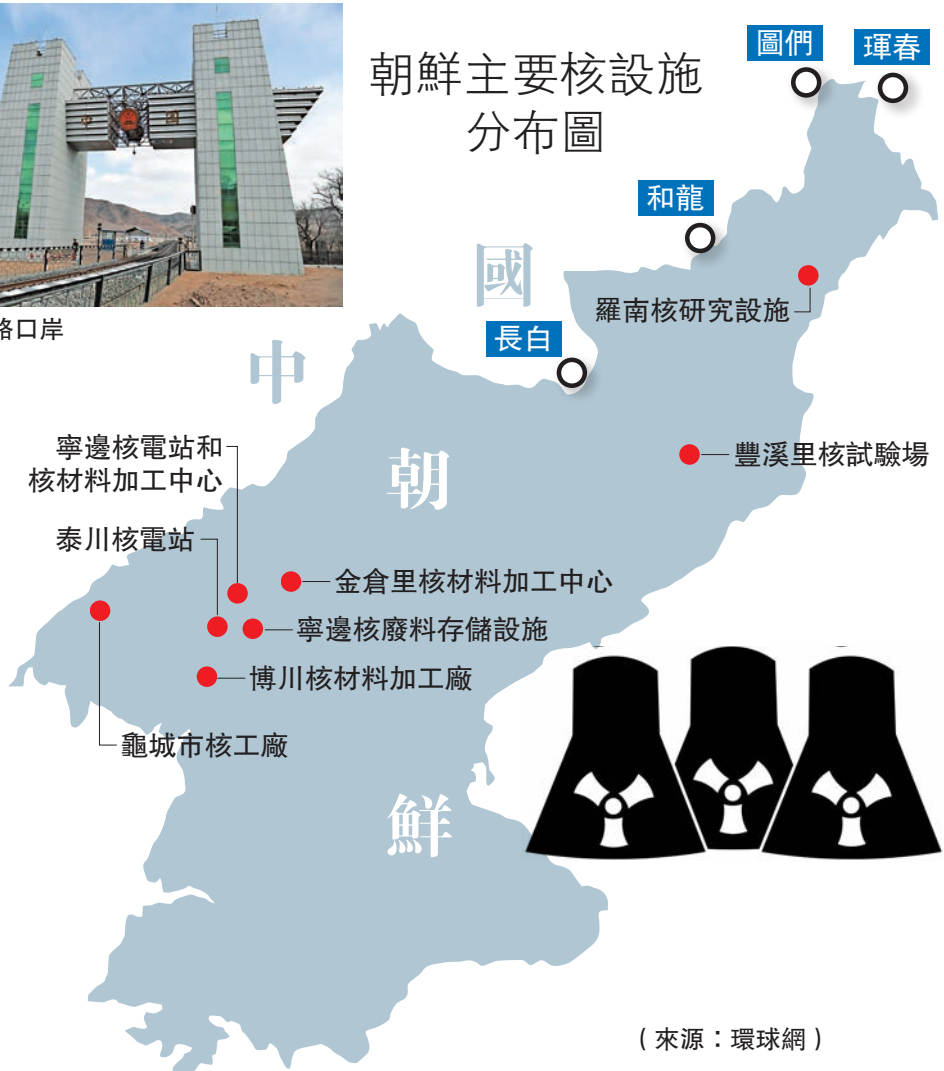 朝鮮主要核設施
分布圖
圖們
琿春
中 國
路口岸
和龍
國
羅南核研究設施
長白
中
寧邊核電站和
核材料加工中心
朝
豐溪里核試驗場
泰川核電站
金倉里核材料加工中心
寧邊核廢料存儲設施
博川核材料加工廠
龜城市核工廠
鮮
(來源：環球網)